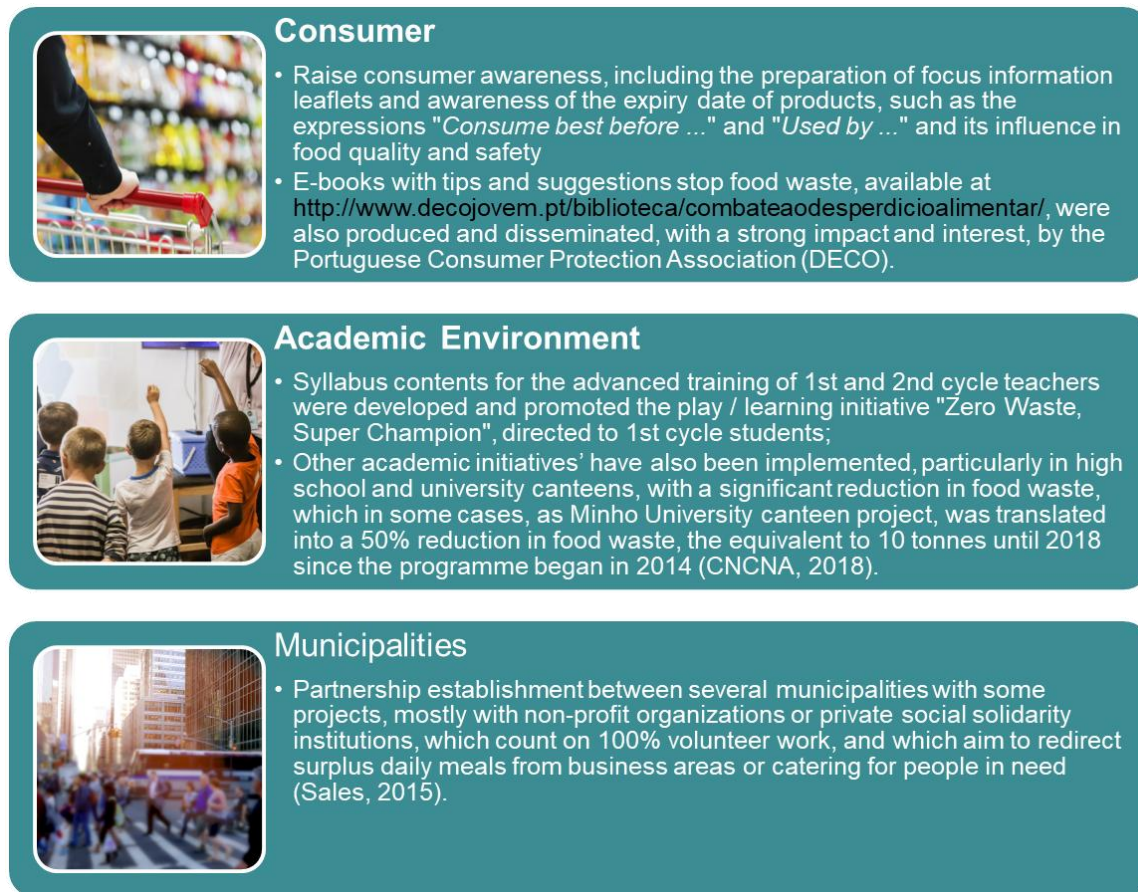 Consumer
• Raise consumer awareness, including the preparation of focus information
leaflets and awareness of the expiry date of products, such as the
expressions "Consume best before ..." and "Used by ..." and its influence in
food quality and safety
• E-books with tips and suggestions stop food waste, available at
http://www.decojovem.pt/biblioteca/combateaodesperdicioalimentar/, were
also produced and disseminated, with a strong impact and interest, by the
Portuguese Consumer Protection Association (DECO).
Academic Environment
• Syllabus contents for the advanced training of 1st and 2nd cycle teachers
were developed and promoted the play / learning initiative "Zero Waste,
Super Champion", directed to 1st cycle students;
• Other academic initiatives' have also been implemented, particularly in high
school and university canteens, with a significant reduction in food waste,
which in some cases, as Minho University canteen project, was translated
into a 50% reduction in food waste, the equivalent to 10 tonnes until 2018
since the programme began in 2014 (CNCNA, 2018).
Municipalities
• Partnership establishment between several municipalities with some
projects, mostly with non-profit organizations or private social solidarity
institutions, which count on 100% volunteer work, and which aim to redirect
surplus daily meals from business areas or catering for people in need
(Sales, 2015).